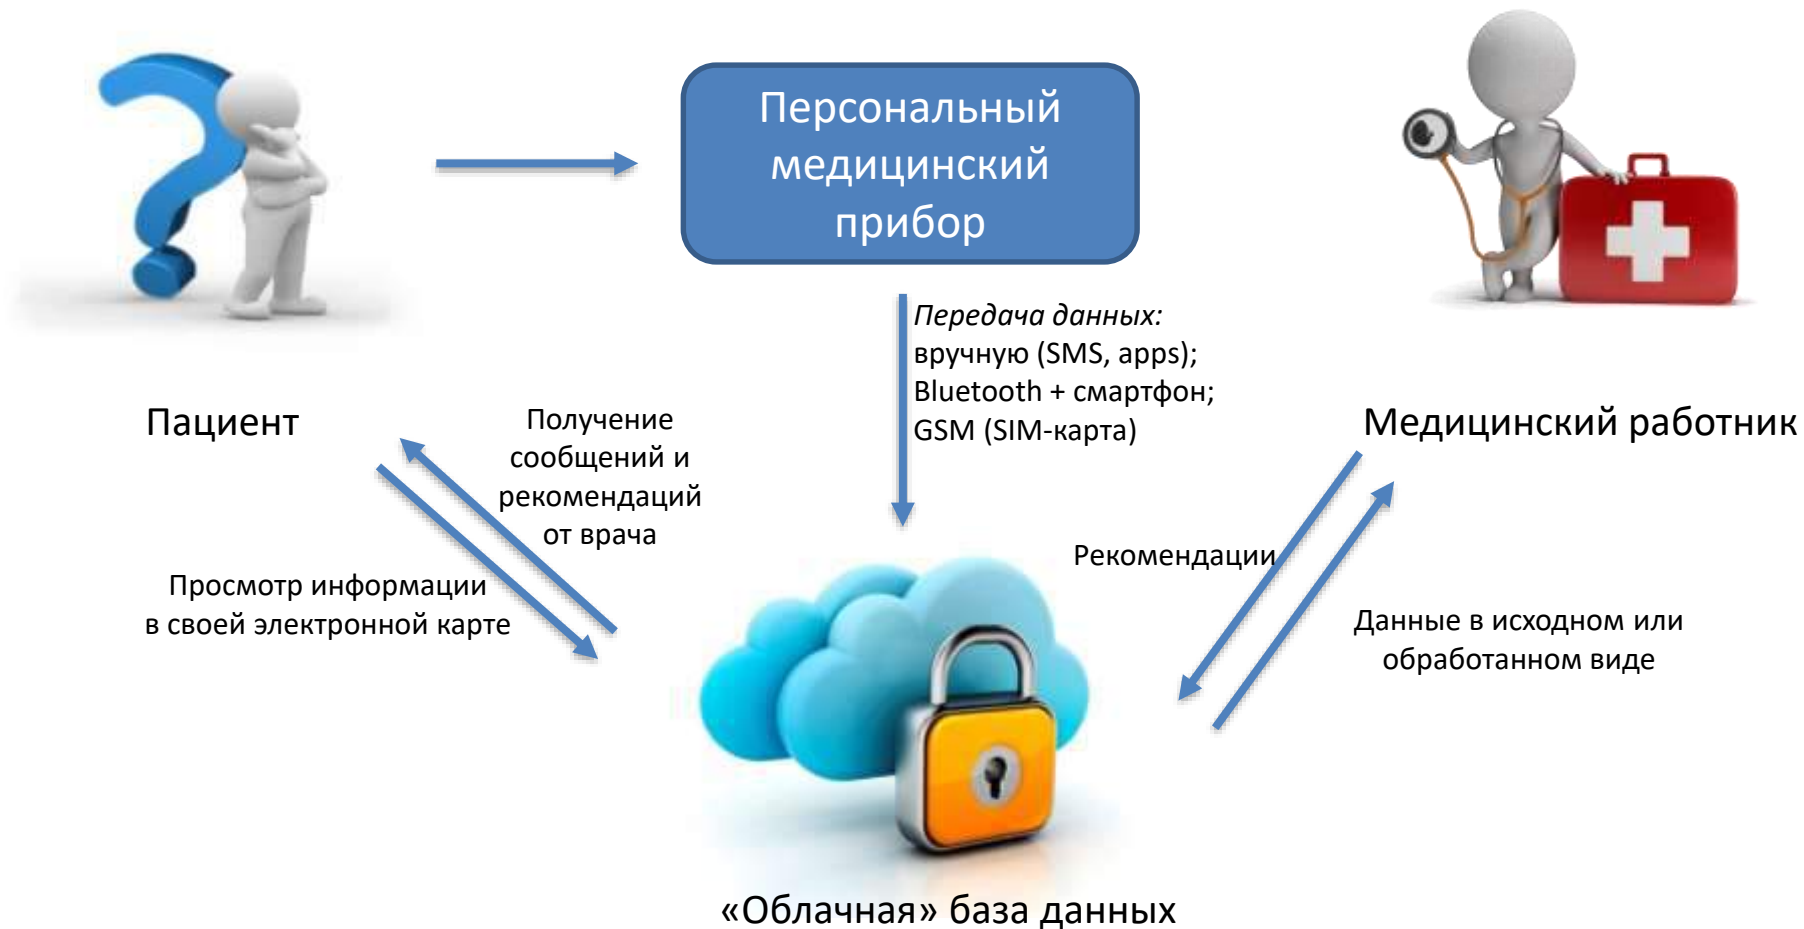 Персональный
медицинский
прибор
Передача данных:
вручную (SMS, apps);
Bluetooth + смартфон;
GSM (SIM-карта)
Пациент
Получение
сообщений и
рекомендаций
от врача
Медицинский работник
Рекомендации
Просмотр информации
в своей электронной карте
Данные в исходном или
обработанном виде
«Облачная» база данных